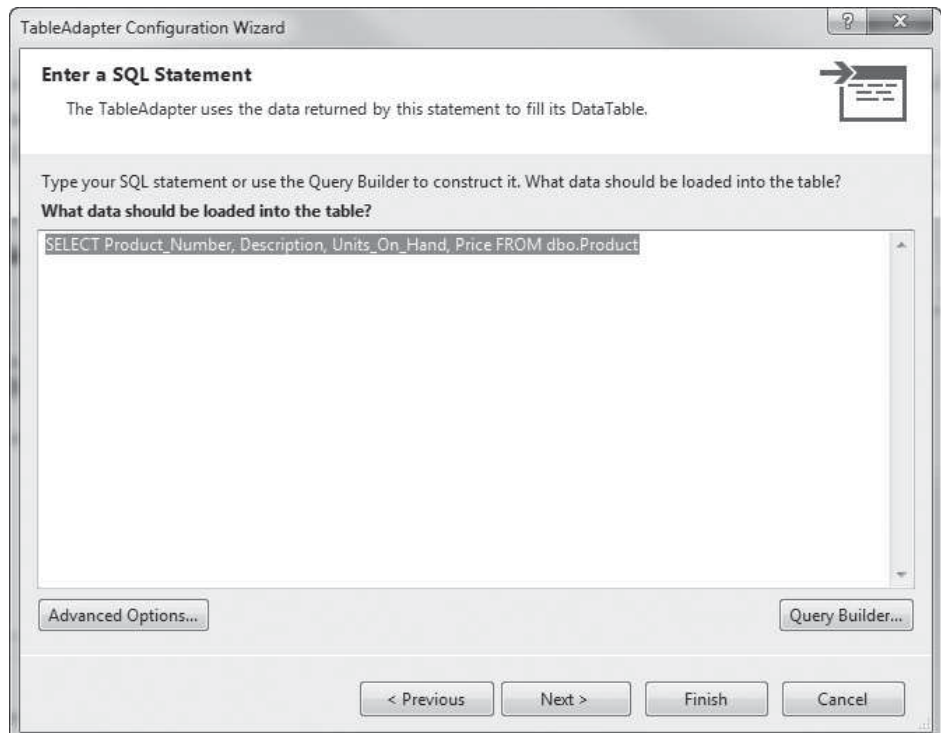 TableAdapter Configuration Wizard
?
X
Enter a SQL Statement
The TableAdapter uses the data returned by this statement to fill its DataTable.
Type your SQL statement or use the Query Builder to construct it. What data should be loaded into the table?
What data should be loaded into the table?
SELECT Product_Number, Description, Units_On_Hand, Price FROM dbo.Product
Advanced Options...
Query Builder...
< Previous
Next >
Finish
Cancel